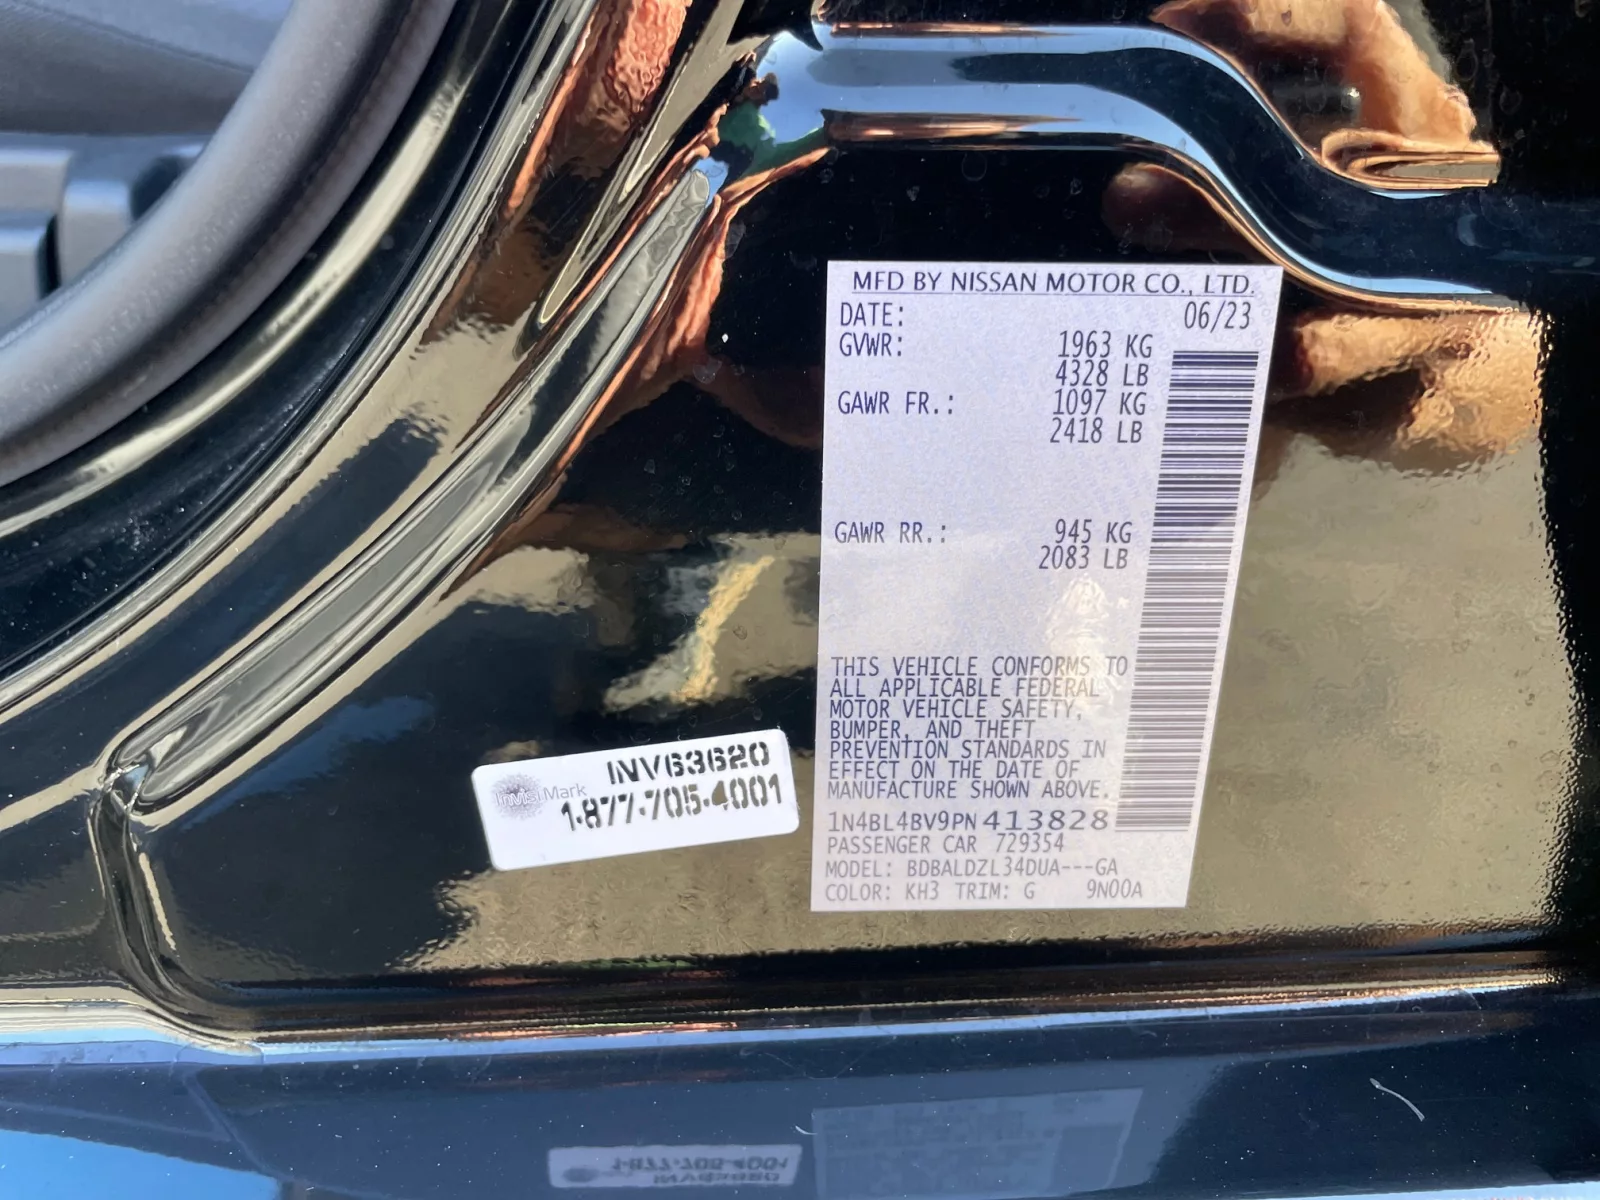 MFD BY NISSAN MOTOR CO., LTD.
DATE: 06/23
GVWR: 1963 KG
4328 LB
GAWR FR.: 1097 KG
2418 LB
GAWR RR.: 945 KG
2083 LB
THIS VEHICLE CONFORMS TO
ALL APPLICABLE FEDERAL
MOTOR VEHICLE SAFETY,
BUMPER, AND THEFT
PREVENTION STANDARDS IN
EFFECT ON THE DATE OF
MANUFACTURE SHOWN ABOVE.
1N4BL4BV9PN413828
PASSENGER CAR 729354
MODEL: BDBALDZL34DUA---GA
COLOR: KH3 TRIM: G 9N00A
INV63620
InvisiMark
1-877-705-4001